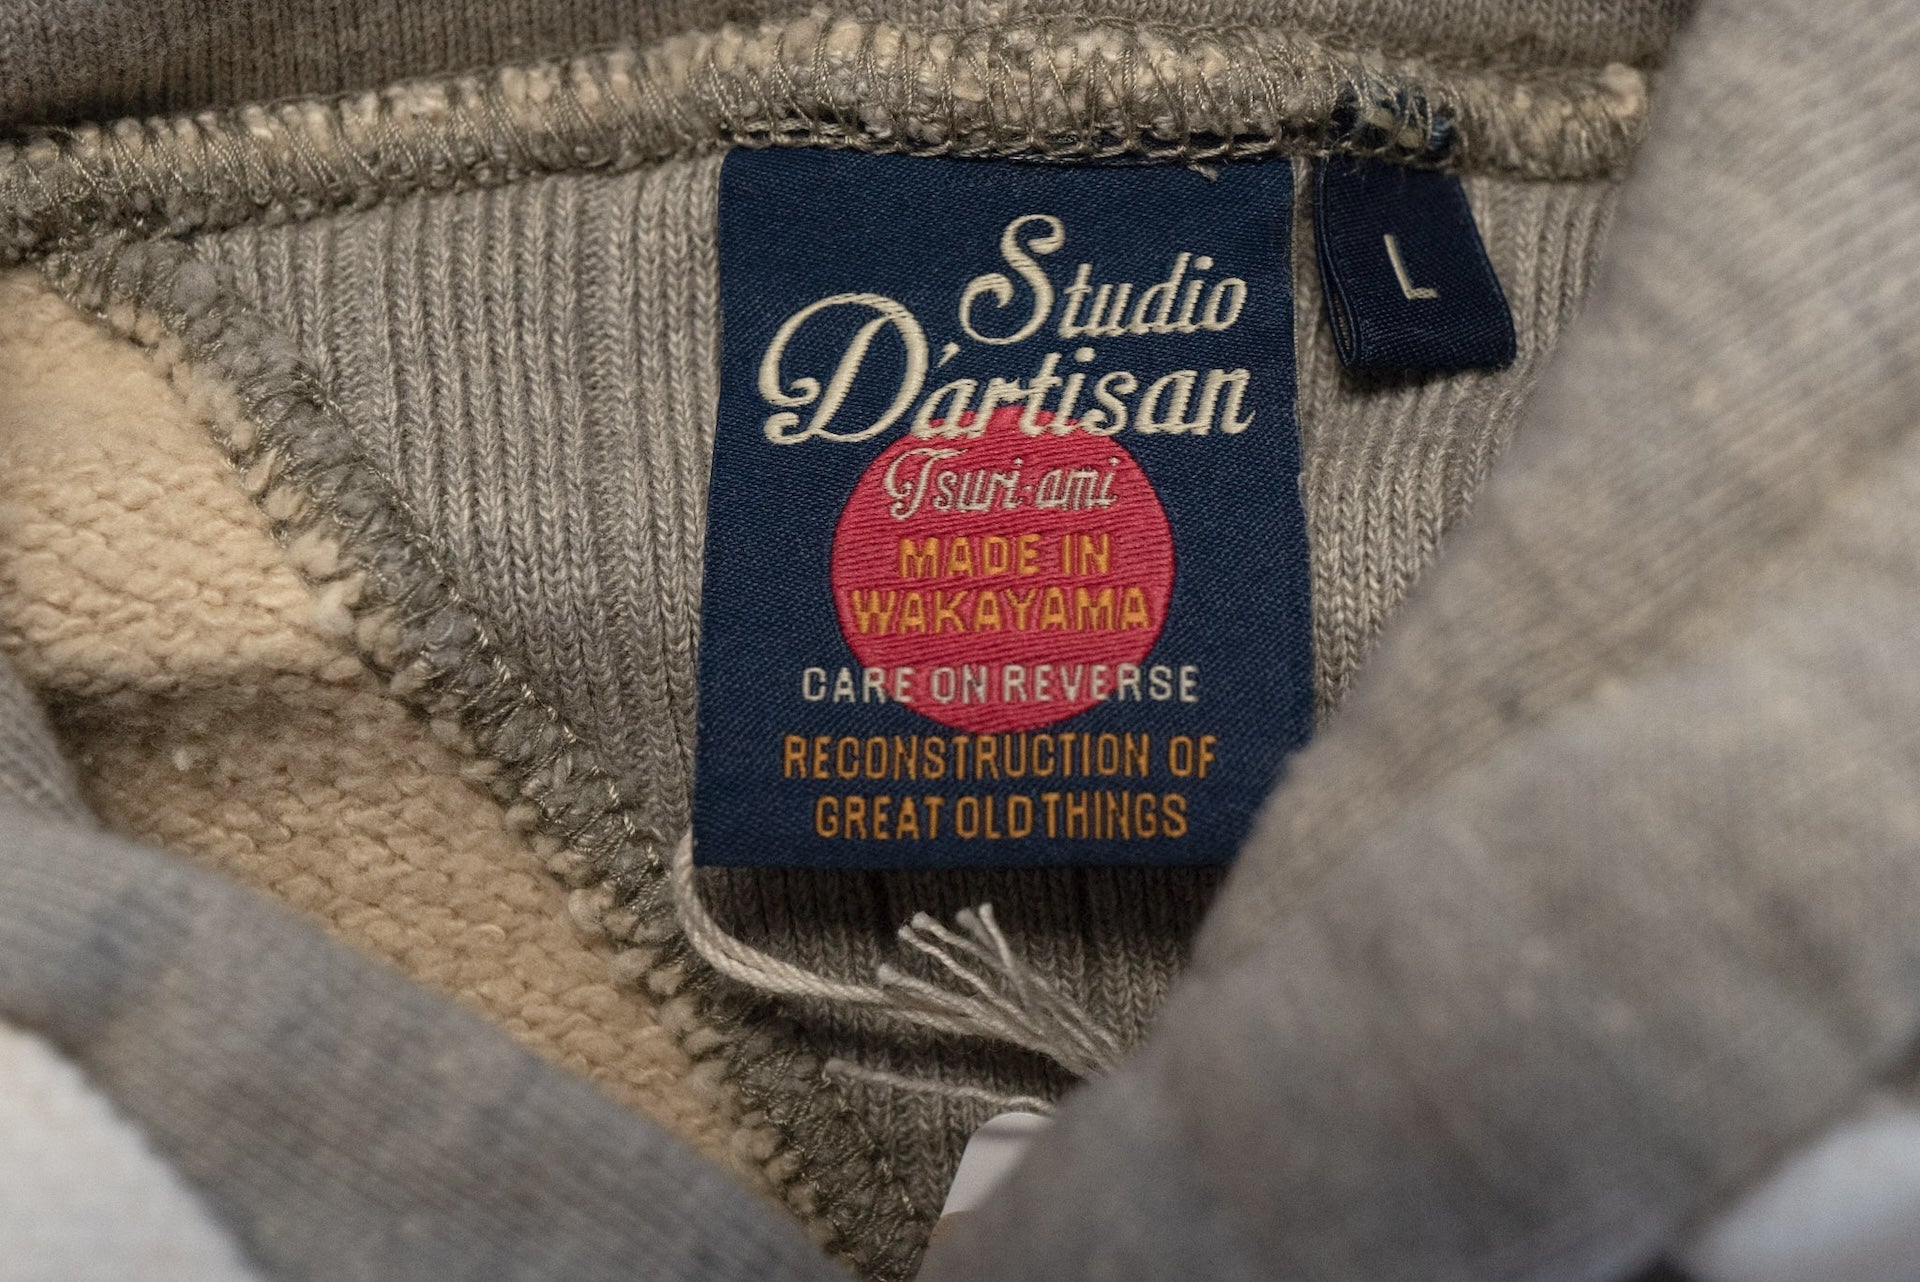 Studio
D'artisan
Tsuri-ami
MADE IN
WAKAYAMA
CARE ON REVERSE
RECONSTRUCTION OF
GREAT OLD THINGS
L